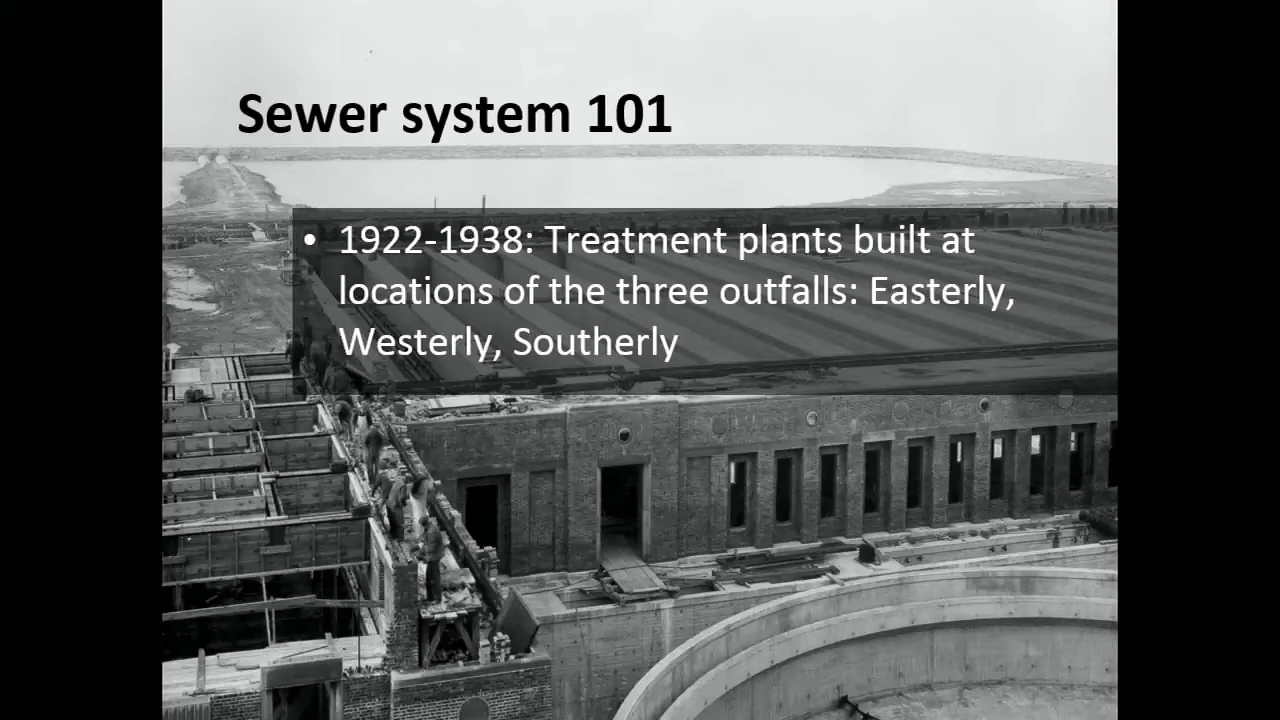 Sewer system 101
• 1922-1938: Treatment plants built at
locations of the three outfalls: Easterly,
Westerly, Southerly